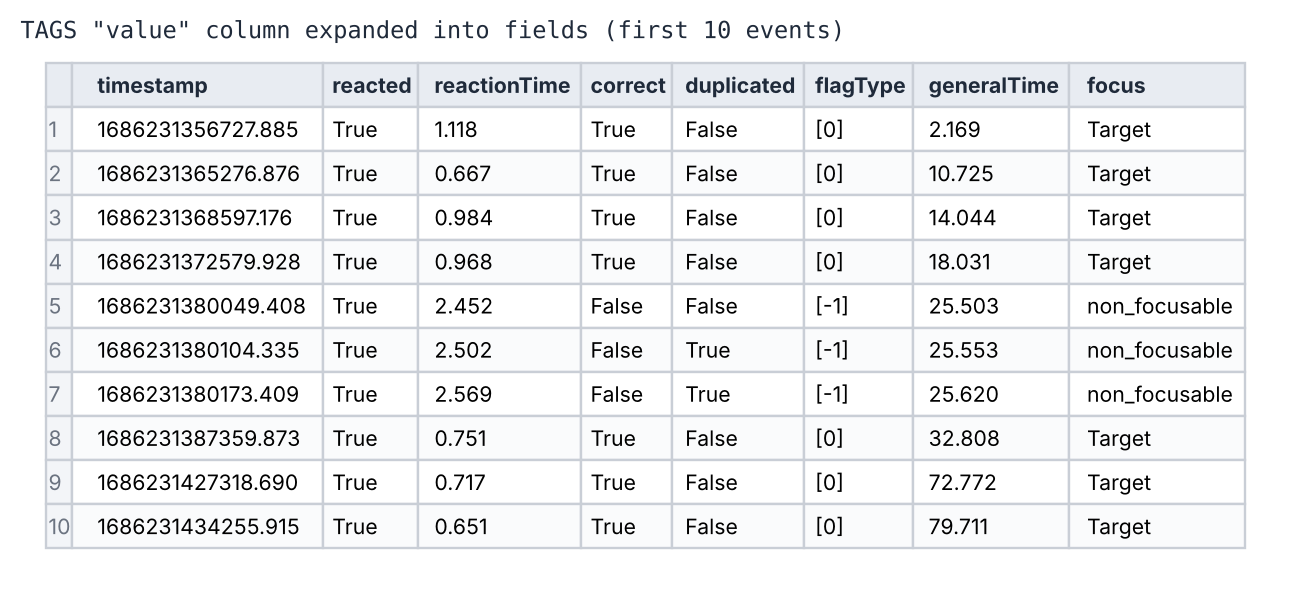 TAGS "value" column expanded into fields (first 10 events)
timestamp reacted reactionTime correct duplicated flagType generalTime focus
1 1686231356727.885 True 1.118 True False [0] 2.169 Target
2 1686231365276.876 True 0.667 True False [0] 10.725 Target
3 1686231368597.176 True 0.984 True False [0] 14.044 Target
4 1686231372579.928 True 0.968 True False [0] 18.031 Target
5 1686231380049.408 True 2.452 False False [-1] 25.503 non_focusable
6 1686231380104.335 True 2.502 False True [-1] 25.553 non_focusable
7 1686231380173.409 True 2.569 False True [-1] 25.620 non_focusable
8 1686231387359.873 True 0.751 True False [0] 32.808 Target
9 1686231427318.690 True 0.717 True False [0] 72.772 Target
10 1686231434255.915 True 0.651 True False [0] 79.711 Target